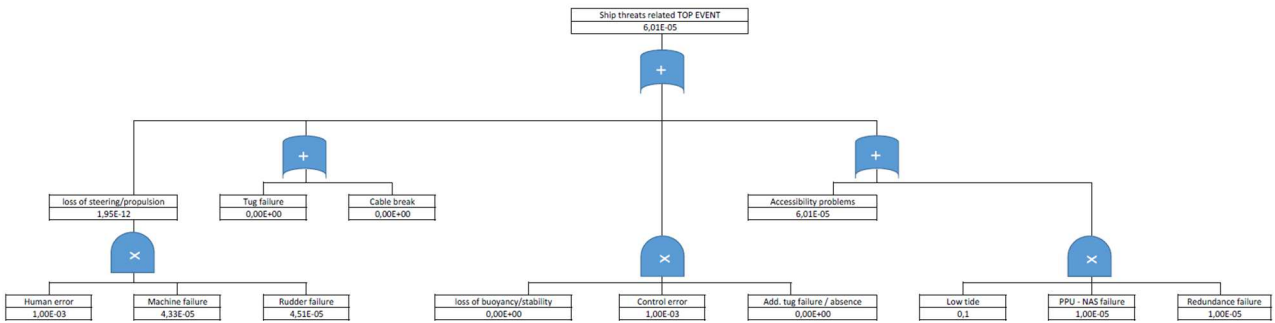 Ship threats related TOP EVENT
6,01E-05
+
+
+
loss of steering/propulsion
1,95E-12
Tug failure
0,00E+00
Cable break
0,00E+00
Accessibility problems
6,01E-05
X
X
X
Human error
1,00E-03
Machine failure
4,33E-05
Rudder failure
4,51E-05
loss of buoyancy/stability
0,00E+00
Control error
1,00E-03
Add. tug failure / absence
0,00E+00
Low tide
0,1
PPU - NAS failure
1,00E-05
Redundance failure
1,00E-05